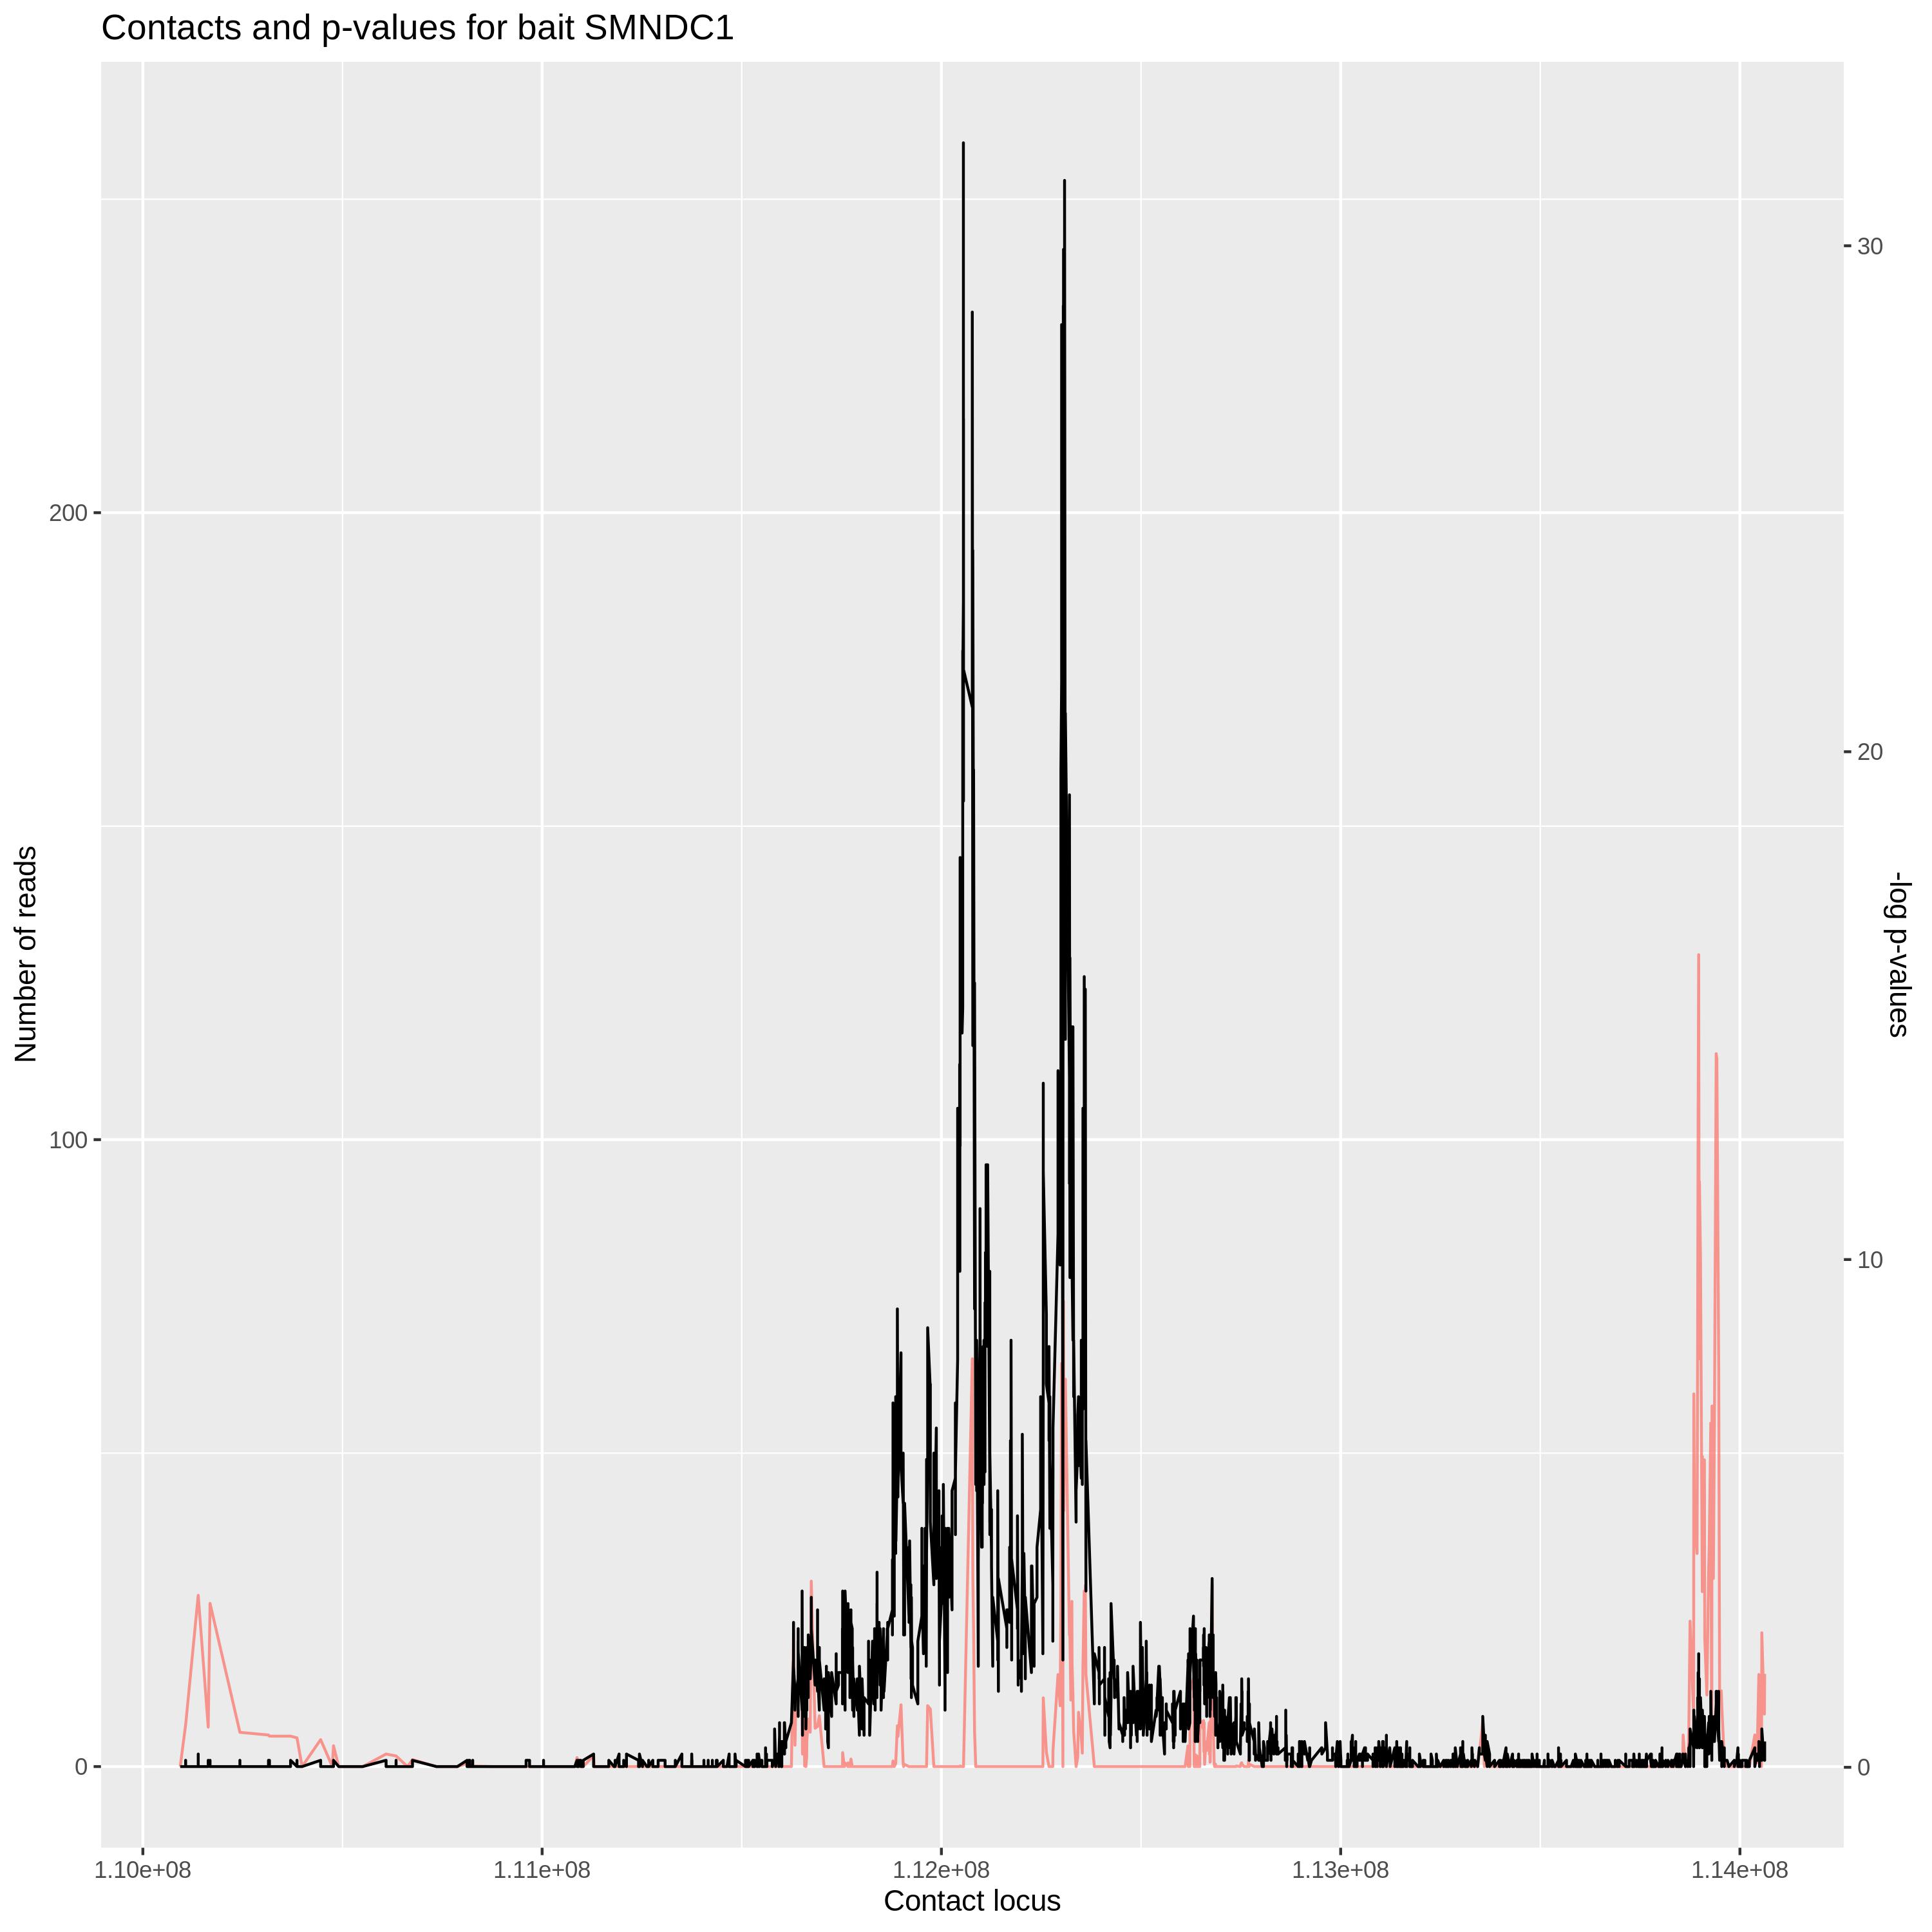 Contacts and p-values for bait SMNDC1
Number of reads
200
100
0
30
20
10
0
-log p-values
1.10e+08 1.11e+08 1.12e+08 1.13e+08 1.14e+08
Contact locus